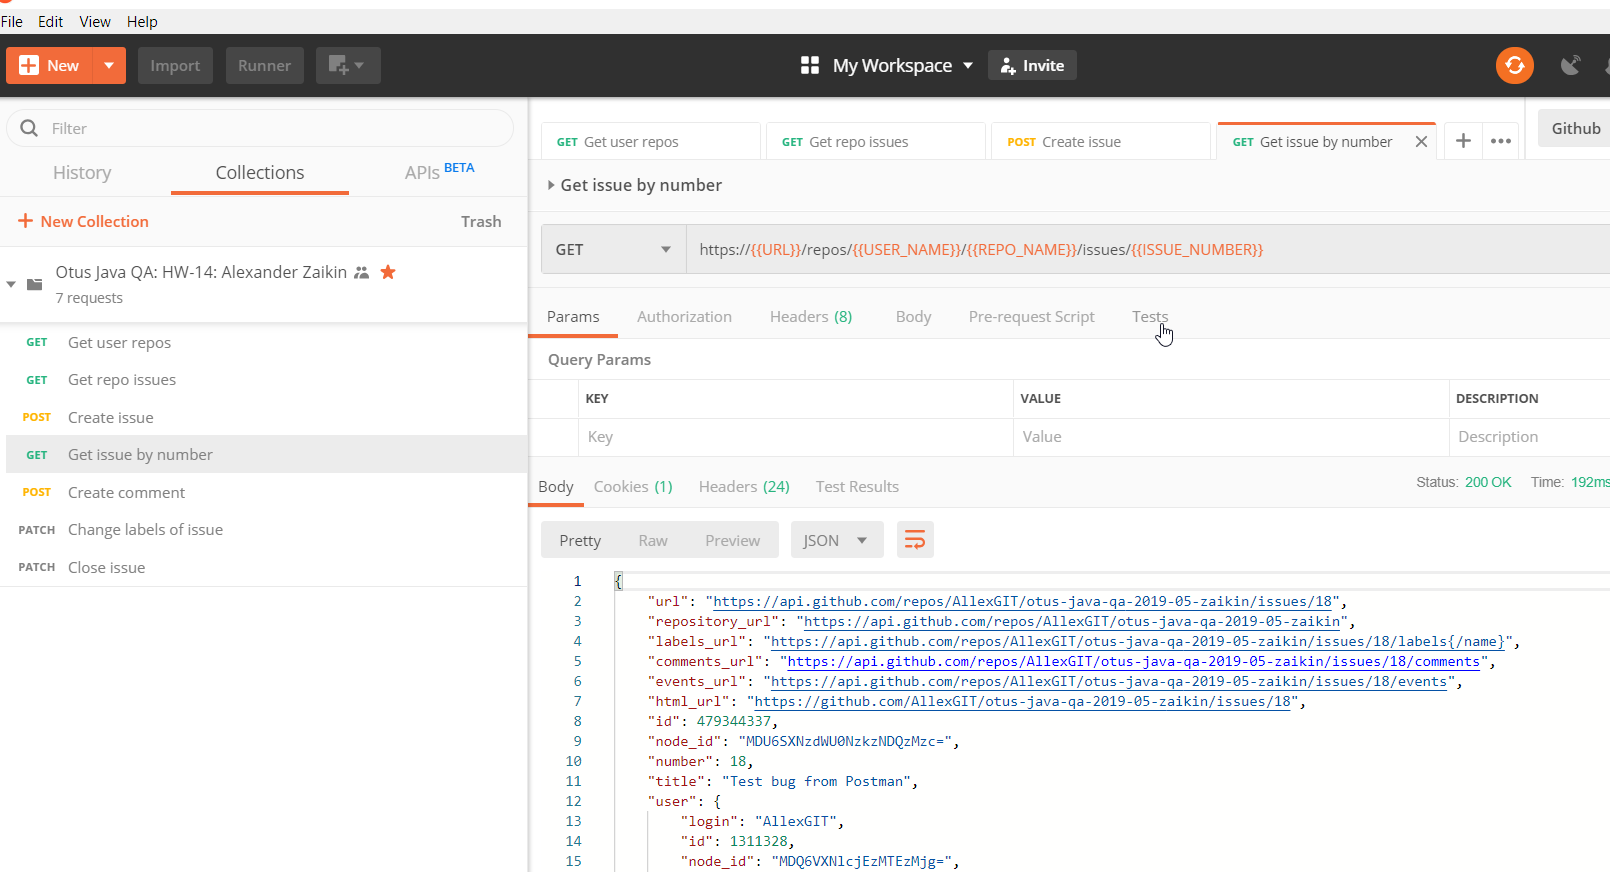 File Edit View Help
New Import Runner My Workspace Invite
Filter
History Collections APIs BETA
New Collection Trash
Otus Java QA: HW-14: Alexander Zaikin
7 requests
GET Get user repos
GET Get repo issues
POST Create issue
GET Get issue by number
POST Create comment
PATCH Change labels of issue
PATCH Close issue
GET Get user repos GET Get repo issues POST Create issue GET Get issue by number Github
Get issue by number
GET https://{{URL}}/repos/{{USER_NAME}}/{{REPO_NAME}}/issues/{{ISSUE_NUMBER}}
Params Authorization Headers (8) Body Pre-request Script Tests
Query Params
KEY VALUE DESCRIPTION
Key Value Description
Body Cookies (1) Headers (24) Test Results Status: 200 OK Time: 192ms
Pretty Raw Preview JSON
1 {
2 "url": "https://api.github.com/repos/AllexGIT/otus-java-qa-2019-05-zaikin/issues/18",
3 "repository_url": "https://api.github.com/repos/AllexGIT/otus-java-qa-2019-05-zaikin",
4 "labels_url": "https://api.github.com/repos/AllexGIT/otus-java-qa-2019-05-zaikin/issues/18/labels{/name}",
5 "comments_url": "https://api.github.com/repos/AllexGIT/otus-java-qa-2019-05-zaikin/issues/18/comments",
6 "events_url": "https://api.github.com/repos/AllexGIT/otus-java-qa-2019-05-zaikin/issues/18/events",
7 "html_url": "https://github.com/AllexGIT/otus-java-qa-2019-05-zaikin/issues/18",
8 "id": 479344337,
9 "node_id": "MDU6SXNzdWU0NzkzNDQzMzc=",
10 "number": 18,
11 "title": "Test bug from Postman",
12 "user": {
13 "login": "AllexGIT",
14 "id": 1311328,
15 "node_id": "MDQ6VXNlcjEzMTEzMjg=",